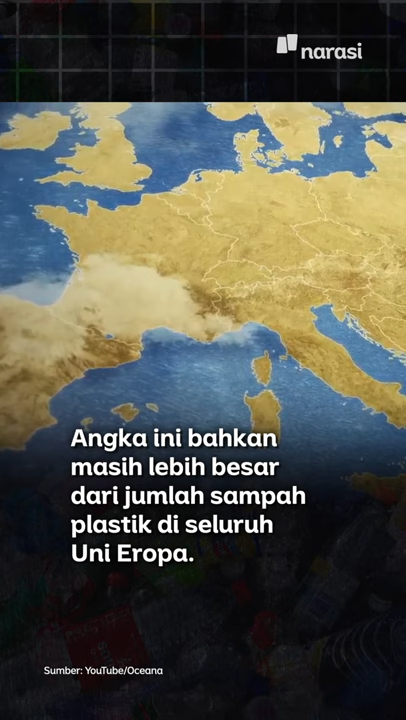 narasi
Angka ini bahkan
masih lebih besar
dari jumlah sampah
plastik di seluruh
Uni Eropa.
Sumber: YouTube/Oceana